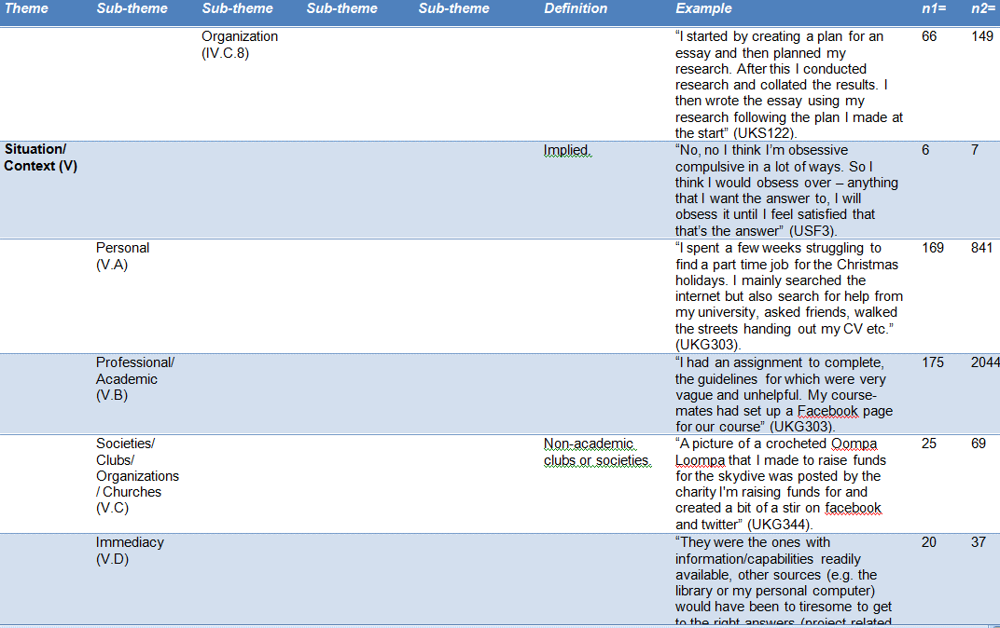 Theme Sub-theme Sub-theme Sub-theme Sub-theme Definition Example n1= n2=
Organization
(IV.C.8)
“I started by creating a plan for an
essay and then planned my
research. After this I conducted
research and collated the results. I
then wrote the essay using my
research following the plan I made at
the start” (UKS122).
66
149
Situation/
Context (V)
Implied.
“No, no I think I’m obsessive
compulsive in a lot of ways. So I
think I would obsess over – anything
that I want the answer to, I will
obsess it until I feel satisfied that
that’s the answer” (USF3).
6
7
Personal
(V.A)
“I spent a few weeks struggling to
find a part time job for the Christmas
holidays. I mainly searched the
internet but also search for help from
my university, asked friends, walked
the streets handing out my CV etc.”
(UKG303).
169
841
Professional/
Academic
(V.B)
“I had an assignment to complete,
the guidelines for which were very
vague and unhelpful. My course-
mates had set up a Facebook page
for our course” (UKG303).
175
2044
Societies/
Clubs/
Organizations
/ Churches
(V.C)
Non-academic
clubs or societies.
“A picture of a crocheted Oompa
Loompa that I made to raise funds
for the skydive was posted by the
charity I'm raising funds for and
created a bit of a stir on facebook
and twitter” (UKG344).
25
69
Immediacy
(V.D)
“They were the ones with
information/capabilities readily
available, other sources (e.g. the
library or my personal computer)
would have been to tiresome to get
to the right answers (project related
20
37